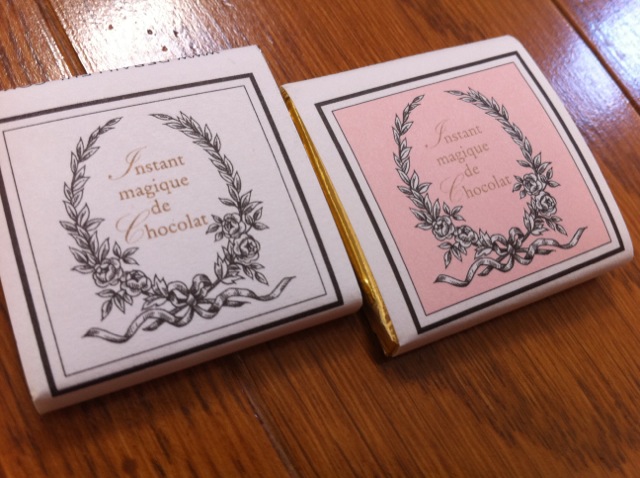 Instant
magique
de
Chocolat
Instant
magique
de
Chocolat